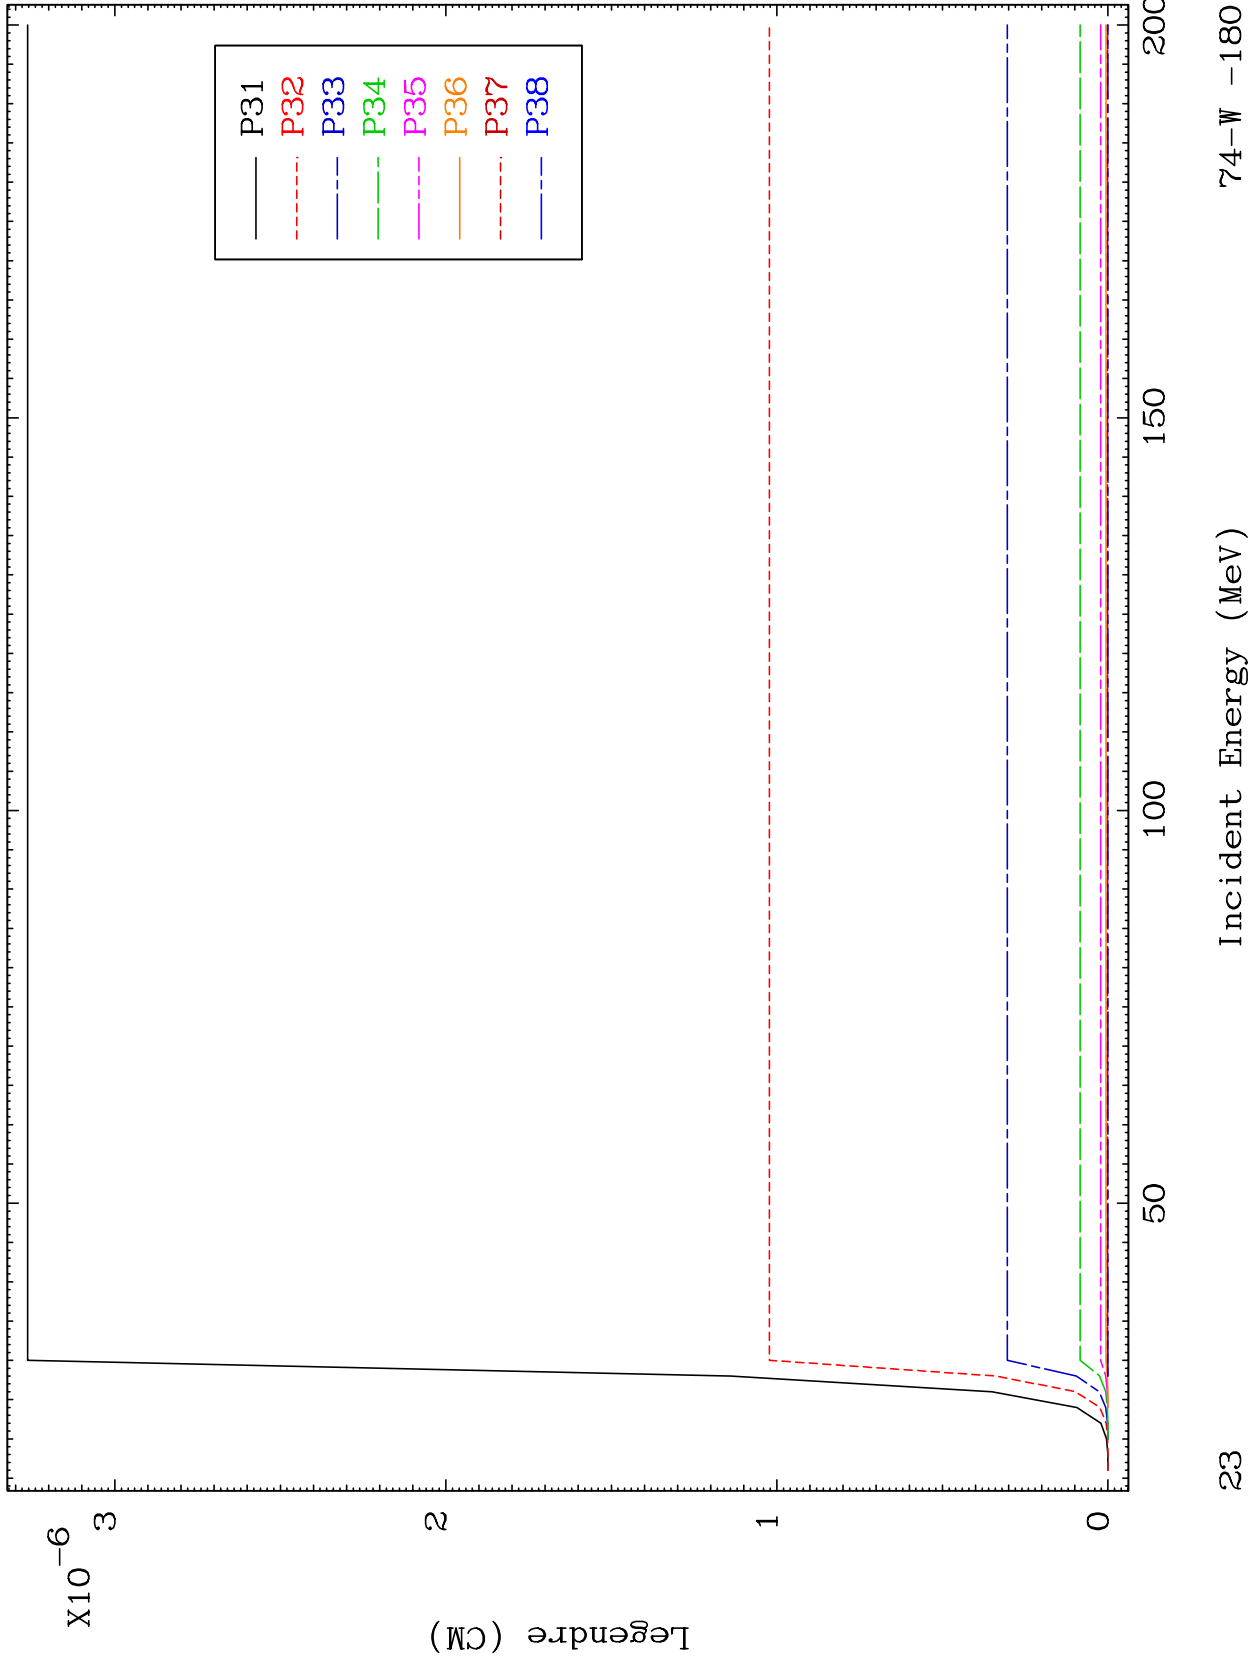 X10-6
3
2
1
0
Legendre (CM)
P31
P32
P33
P34
P35
P36
P37
P38
50
100
150
200
Incident Energy (MeV)
23
74-W -180